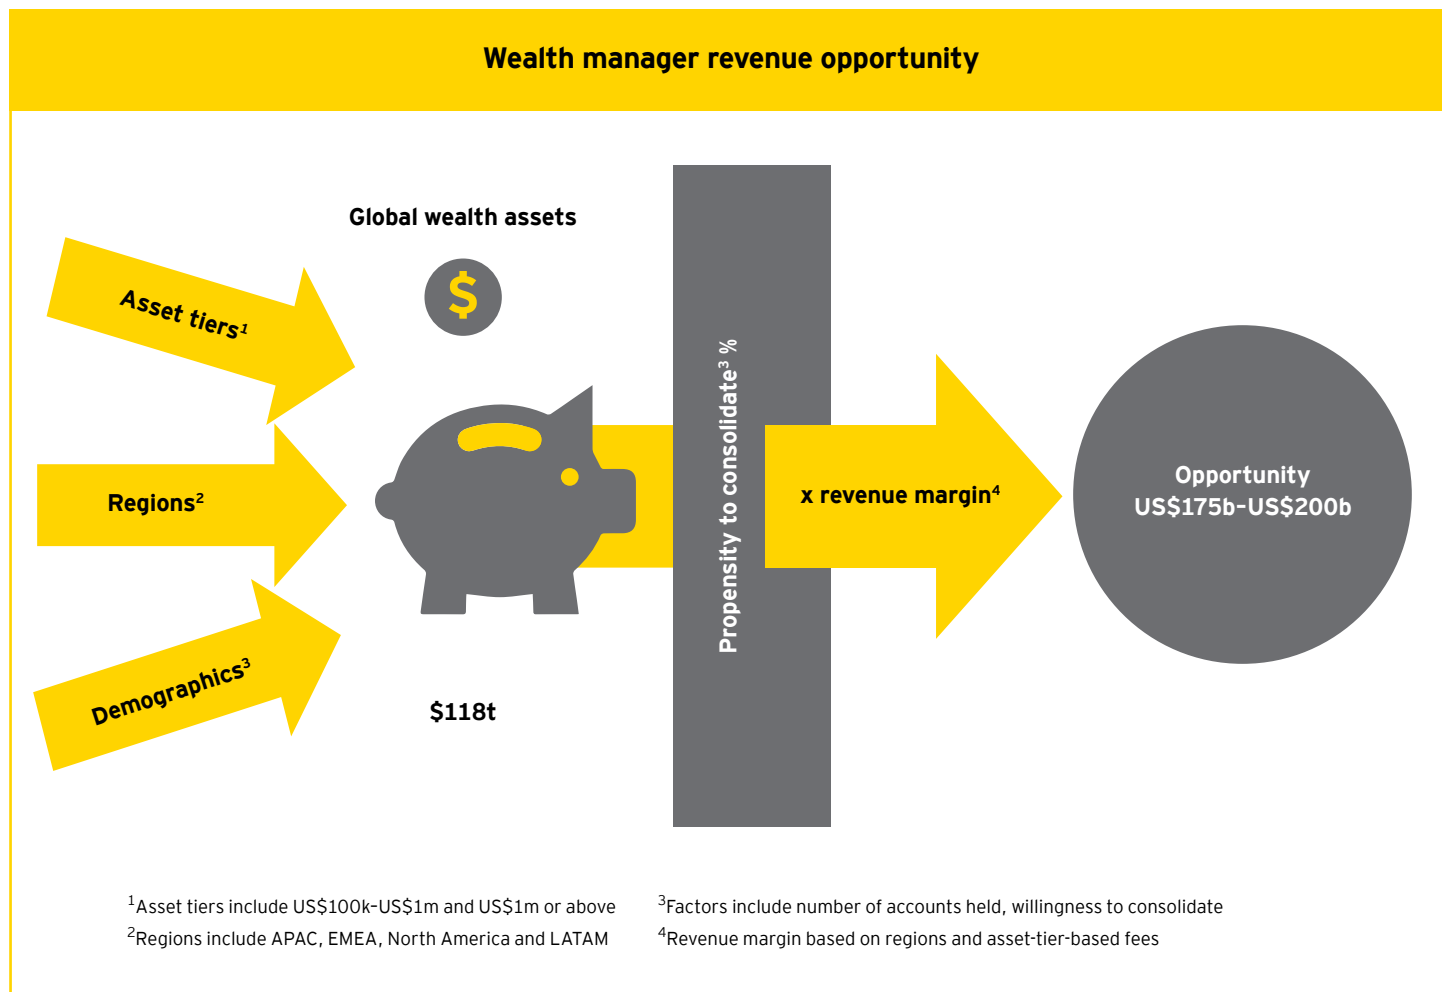 Wealth manager revenue opportunity
Global wealth assets
$
Asset tiers¹
Regions²
Demographics³
$118t
Propensity to consolidate³ %
x revenue margin⁴
Opportunity
US$175b–US$200b
¹Asset tiers include US$100k–US$1m and US$1m or above
²Regions include APAC, EMEA, North America and LATAM
³Factors include number of accounts held, willingness to consolidate
⁴Revenue margin based on regions and asset-tier-based fees